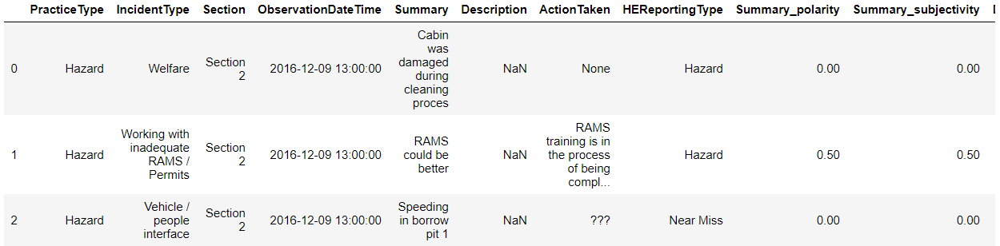 PracticeType IncidentType Section ObservationDateTime Summary Description ActionTaken HEReportingType Summary_polarity Summary_subjectivity
0 Hazard Welfare Section 2 2016-12-09 13:00:00 Cabin was damaged during cleaning proces NaN None Hazard 0.00 0.00
1 Hazard Working with inadequate RAMS / Permits Section 2 2016-12-09 13:00:00 RAMS could be better NaN RAMS training is in the process of being compl... Hazard 0.50 0.50
2 Hazard Vehicle / people interface Section 2 2016-12-09 13:00:00 Speeding in borrow pit 1 NaN ??? Near Miss 0.00 0.00